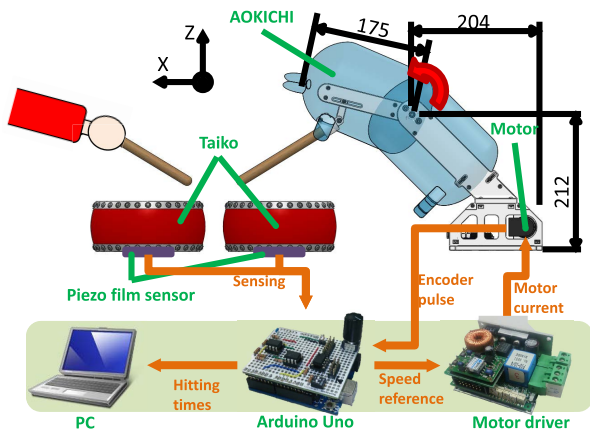 AOKICHI
175
204
Z
X
Taiko
Motor
212
Piezo film sensor
Sensing
Encoder
pulse
Motor
current
Hitting
times
Speed
reference
PC
Arduino Uno
Motor driver